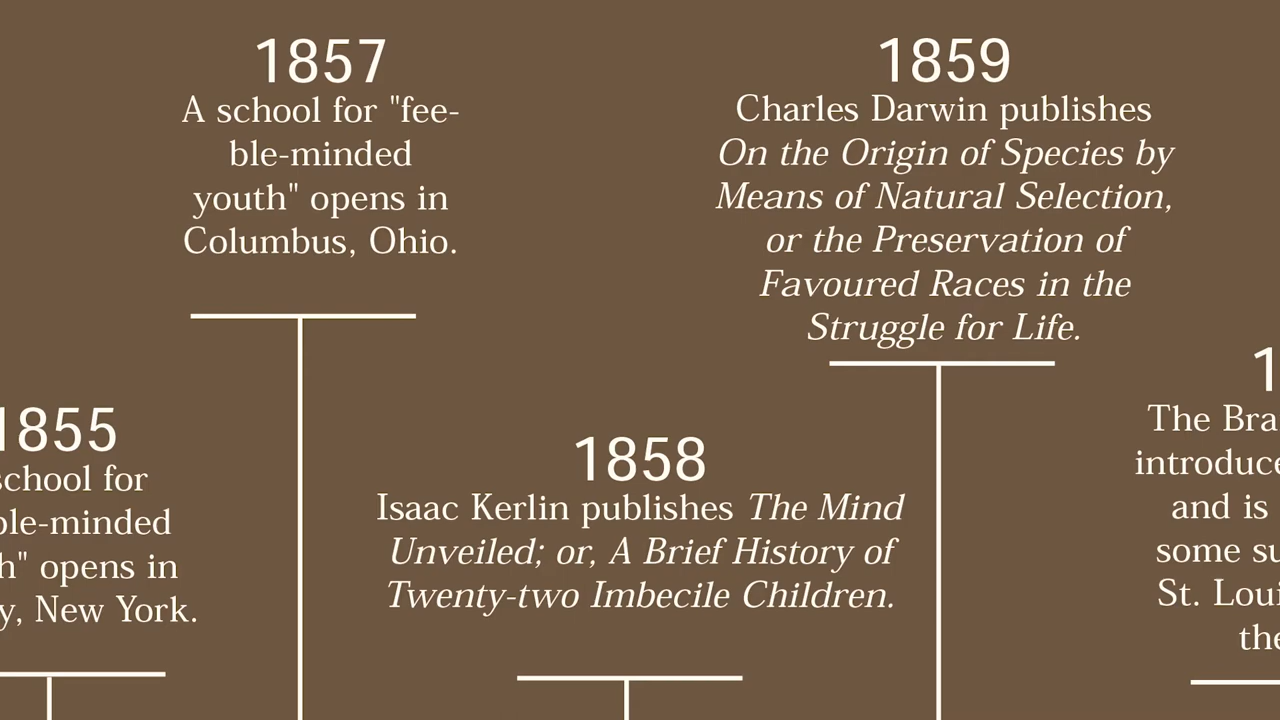 1857
A school for "fee-
ble-minded
youth" opens in
Columbus, Ohio.
1859
Charles Darwin publishes
On the Origin of Species by
Means of Natural Selection,
or the Preservation of
Favoured Races in the
Struggle for Life.
1855
school for
ble-minded
h" opens in
y, New York.
1858
Isaac Kerlin publishes The Mind
Unveiled; or, A Brief History of
Twenty-two Imbecile Children.
1
The Bra
introduce
and is
some su
St. Loui
the